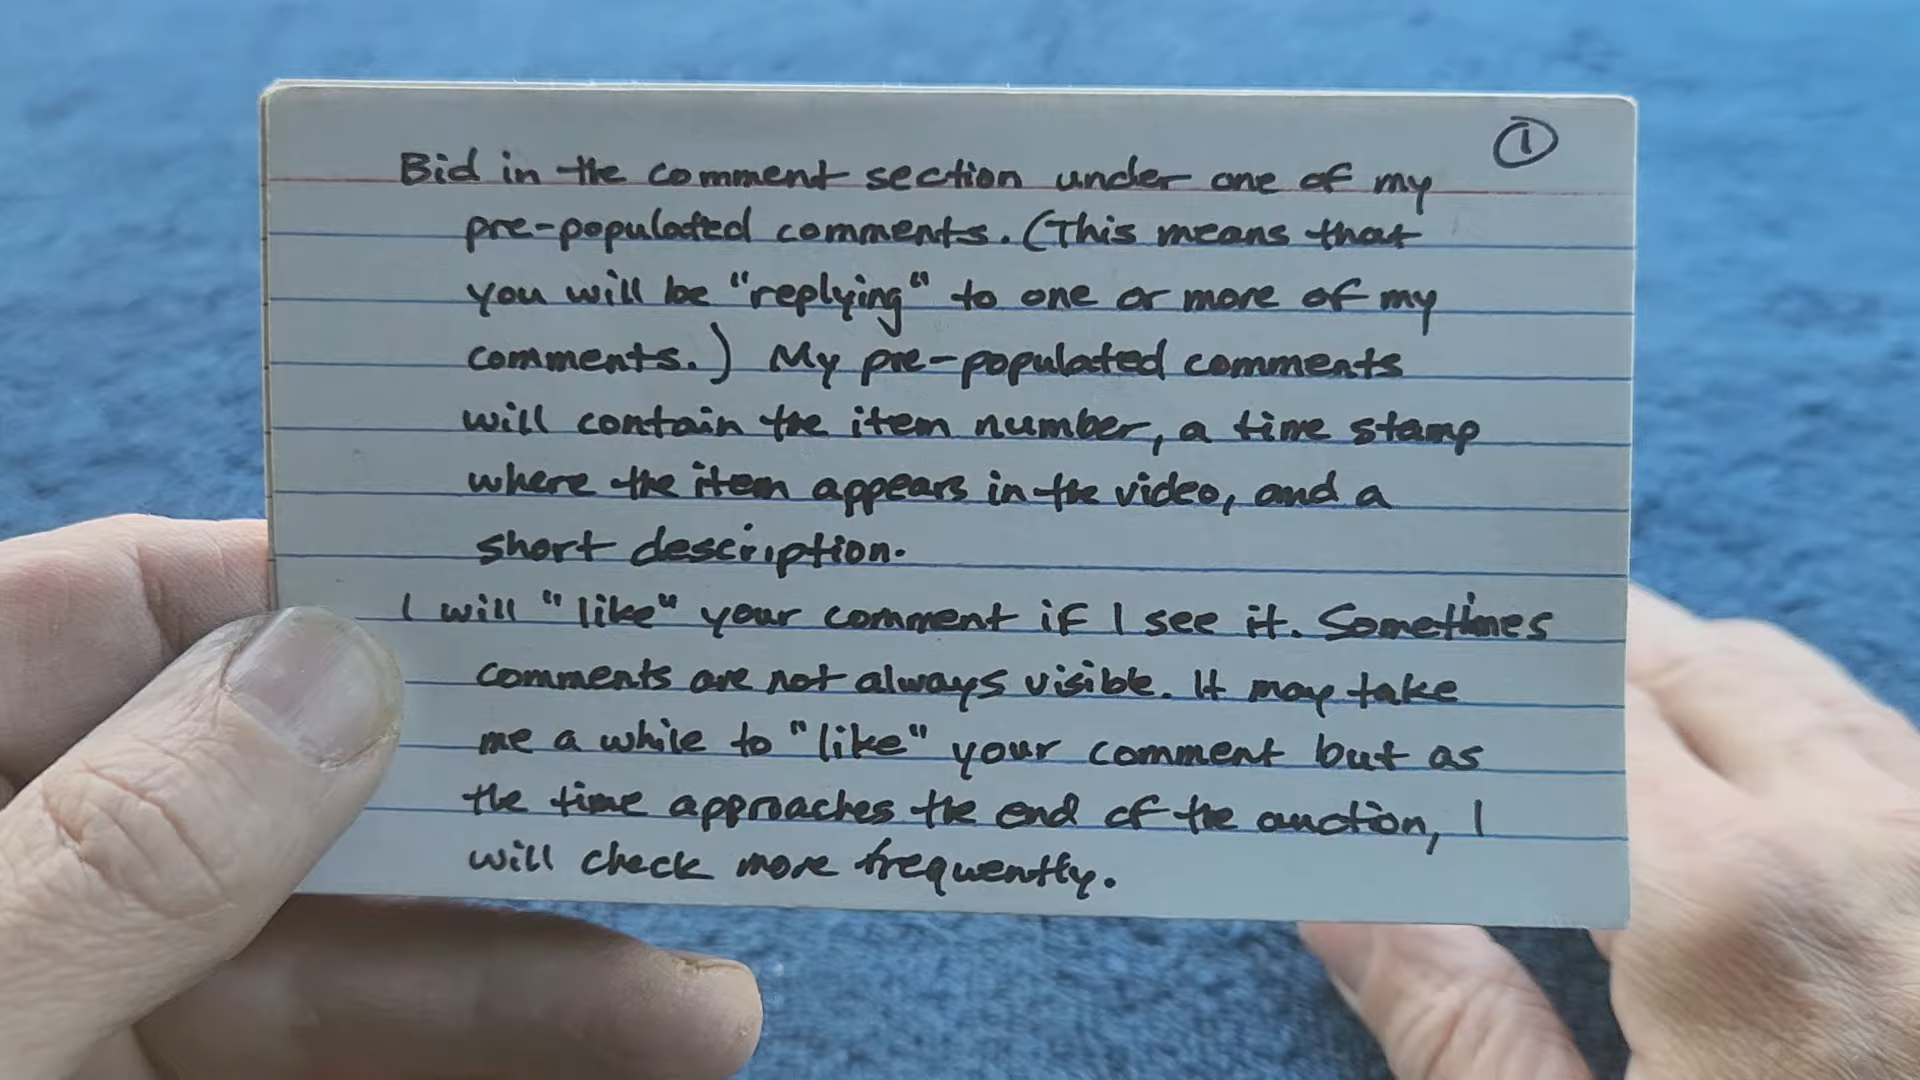 1
Bid in the comment section under one of my
pre-populated comments. (This means that
you will be "replying" to one or more of my
comments.) My pre-populated comments
will contain the item number, a time stamp
where the item appears in the video, and a
short description.
I will "like" your comment if I see it. Sometimes
comments are not always visible. It may take
me a while to "like" your comment but as
the time approaches the end of the auction, I
will check more frequently.